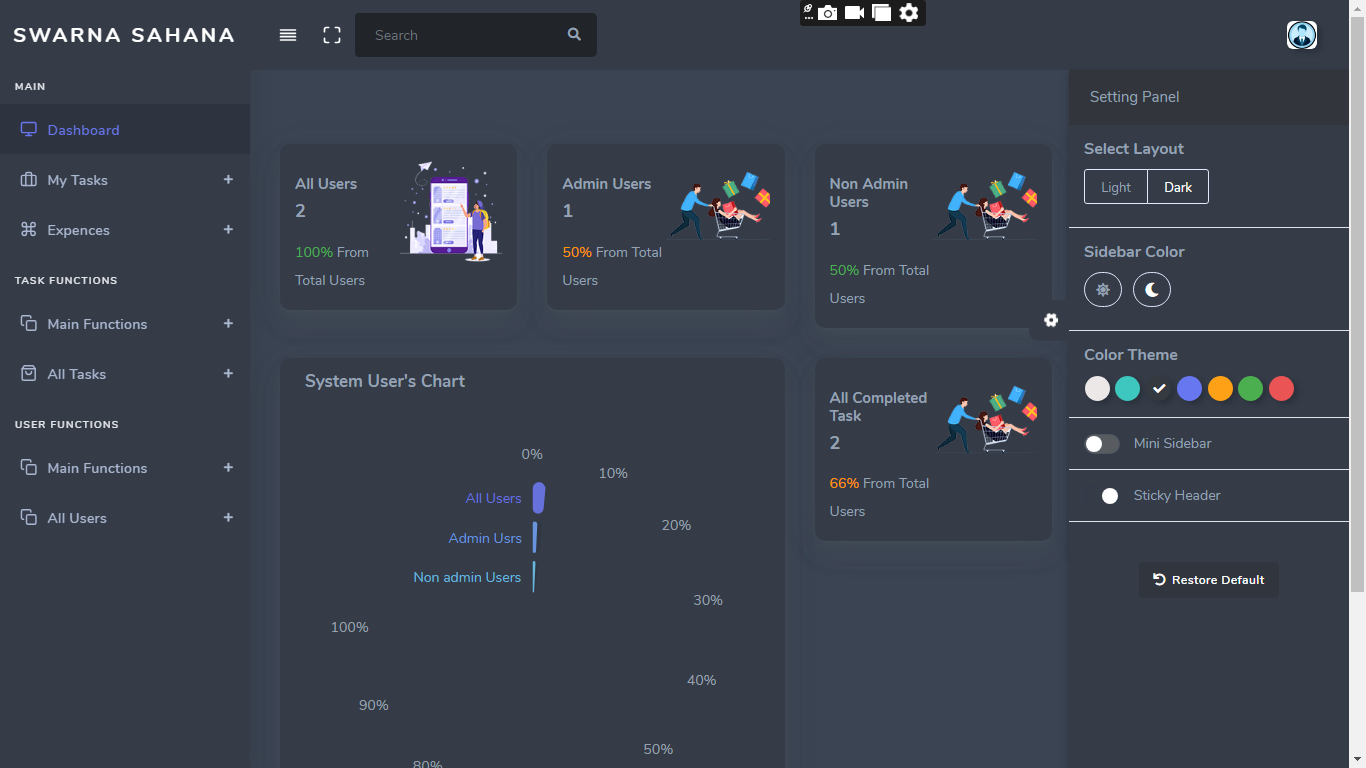 SWARNA SAHANA
Search
MAIN
Dashboard
My Tasks
Expences
TASK FUNCTIONS
Main Functions
All Tasks
USER FUNCTIONS
Main Functions
All Users
All Users
2
100% From
Total Users
Admin Users
1
50% From Total
Users
Non Admin
Users
1
50% From Total
Users
System User's Chart
0%
10%
All Users
20%
Admin Usrs
Non admin Users
30%
100%
40%
90%
50%
80%
All Completed
Task
2
66% From Total
Users
Setting Panel
Select Layout
Light Dark
Sidebar Color
Color Theme
Mini Sidebar
Sticky Header
Restore Default